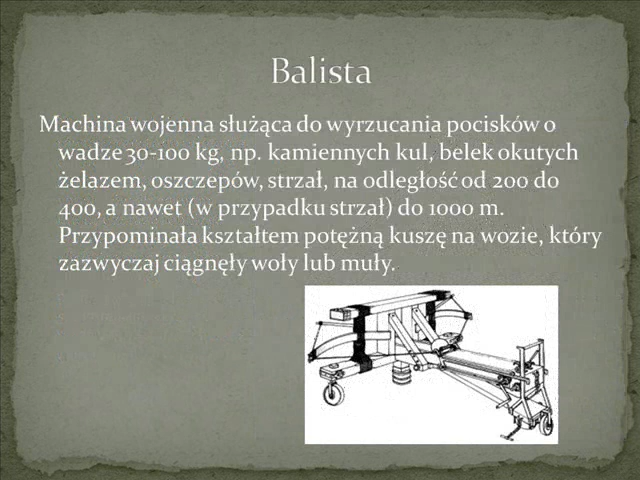 Balista
Machina wojenna służąca do wyrzucania pocisków o
wadze 30-100 kg, np. kamiennych kul, belek okutych
żelazem, oszczepów, strzał, na odległość od 200 do
400, a nawet (w przypadku strzał) do 1000 m.
Przypominała kształtem potężną kuszę na wozie, który
zazwyczaj ciągnęły woły lub muły.